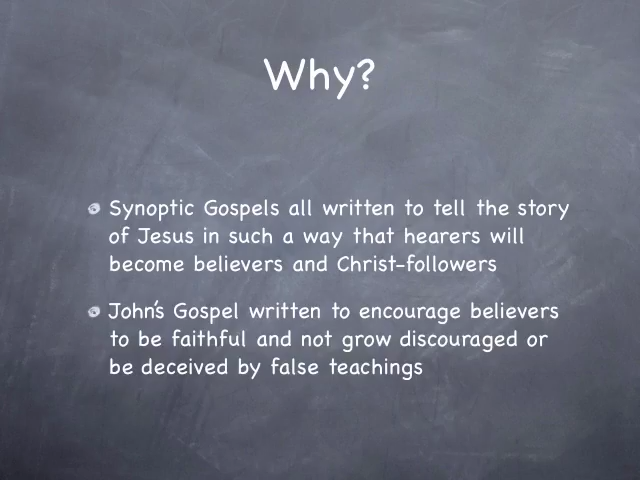 Why?
Synoptic Gospels all written to tell the story
of Jesus in such a way that hearers will
become believers and Christ-followers
John's Gospel written to encourage believers
to be faithful and not grow discouraged or
be deceived by false teachings